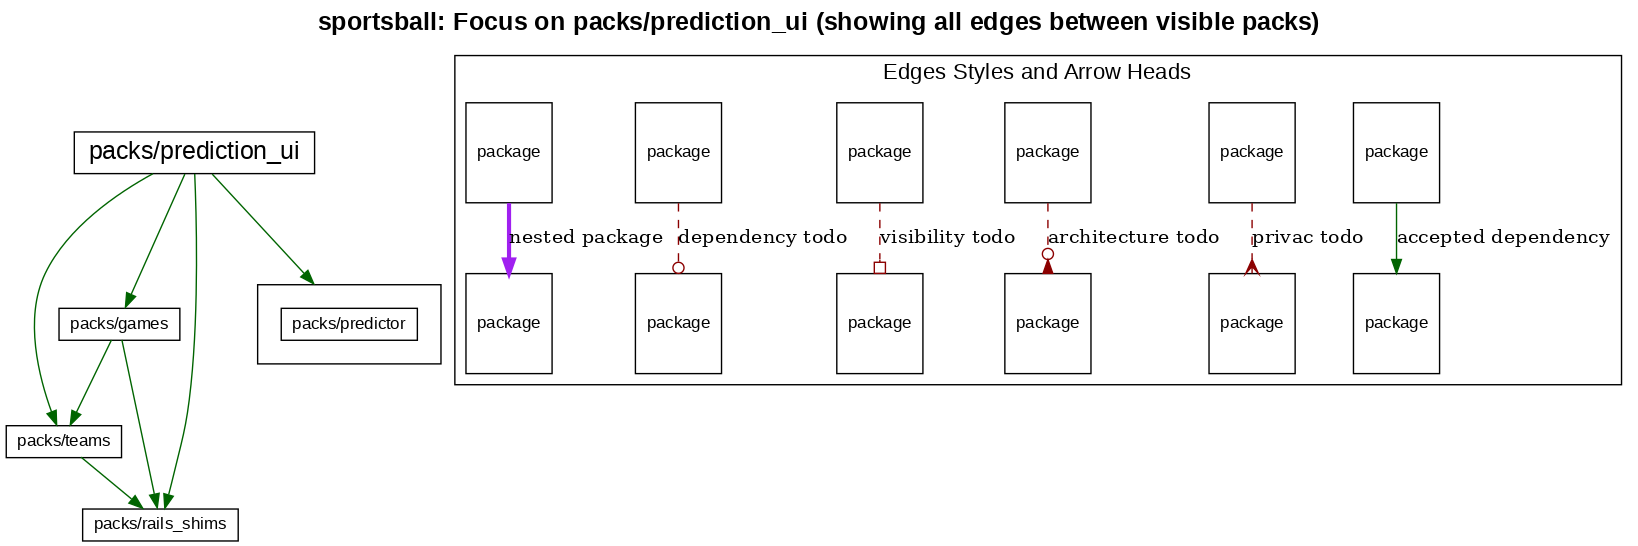 sportsball: Focus on packs/prediction_ui (showing all edges between visible packs)
packs/prediction_ui
packs/games
packs/predictor
packs/teams
packs/rails_shims
Edges Styles and Arrow Heads
package package package package package package
nested package dependency todo visibility todo architecture todo privac todo accepted dependency
package package package package package package